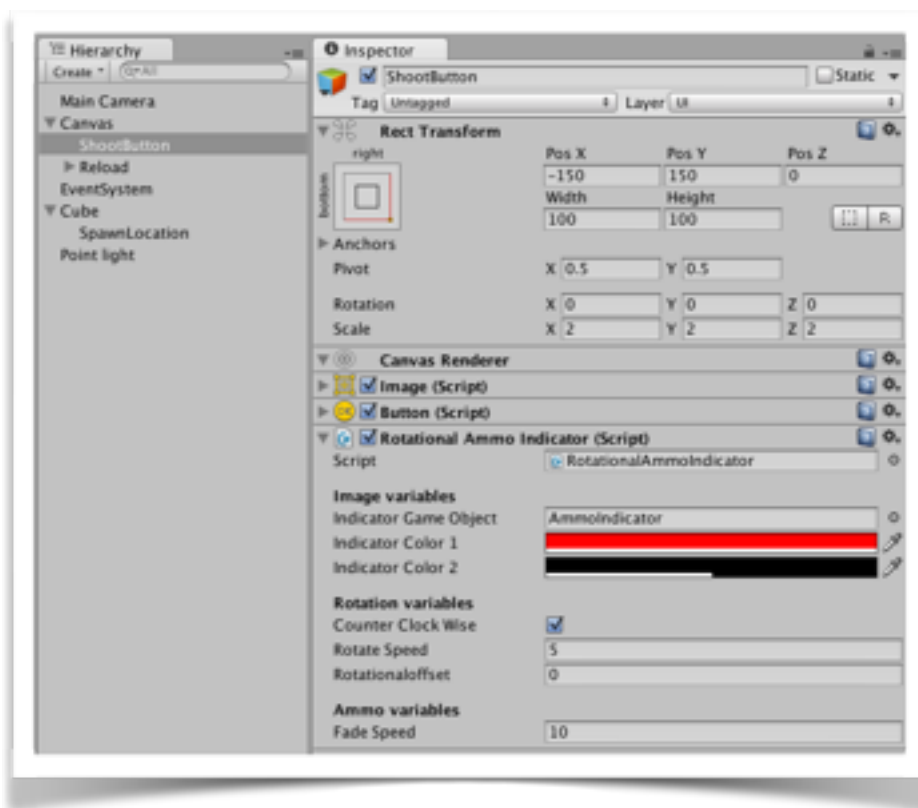 Hierarchy
Create
All
Main Camera
Canvas
ShootButton
Reload
EventSystem
Cube
SpawnLocation
Point light
Inspector
ShootButton
Static
Tag Untagged Layer UI
Rect Transform
right
bottom
Pos X Pos Y Pos Z
-150 150 0
Width Height
100 100
R
Anchors
Pivot X 0.5 Y 0.5
Rotation X 0 Y 0 Z 0
Scale X 2 Y 2 Z 2
Canvas Renderer
Image (Script)
Button (Script)
Rotational Ammo Indicator (Script)
Script RotationalAmmoIndicator
Image variables
Indicator Game Object AmmoIndicator
Indicator Color 1
Indicator Color 2
Rotation variables
Counter Clock Wise
Rotate Speed 5
Rotationaloffset 0
Ammo variables
Fade Speed 10